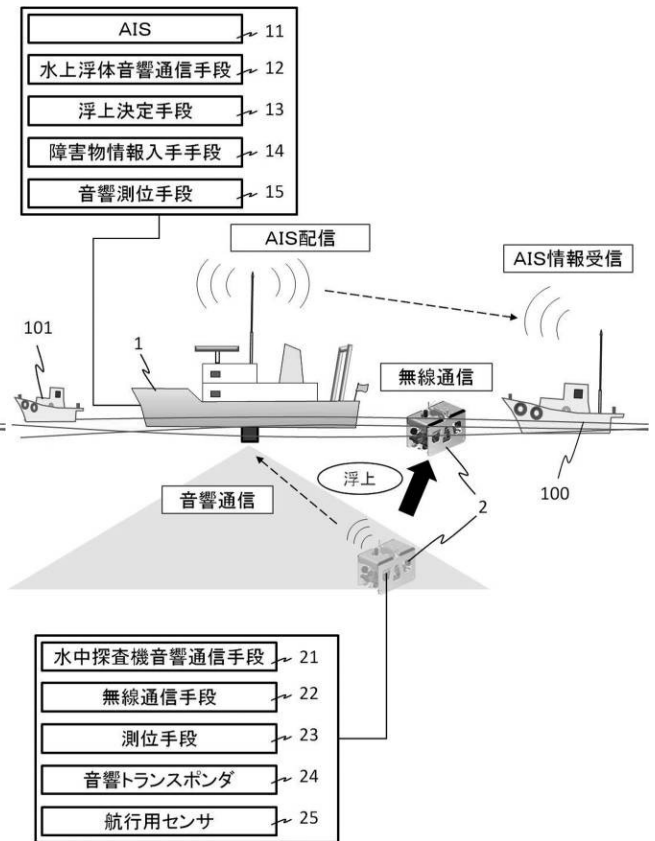 AIS 11
水上浮体音響通信手段 12
浮上決定手段 13
障害物情報入手手段 14
音響測位手段 15
AIS配信
AIS情報受信
101
1
無線通信
浮上
音響通信
2
100
水中探査機音響通信手段 21
無線通信手段 22
測位手段 23
音響トランスポンダ 24
航行用センサ 25